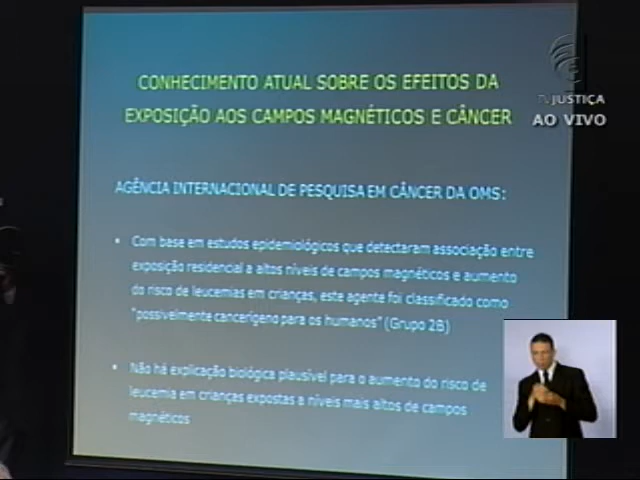 CONHECIMENTO ATUAL SOBRE OS EFEITOS DA
EXPOSIÇÃO AOS CAMPOS MAGNÉTICOS E CÂNCER
TV JUSTIÇA
AO VIVO
AGÊNCIA INTERNACIONAL DE PESQUISA EM CÂNCER DA OMS:
• Com base em estudos epidemiológicos que detectaram associação entre
exposição residencial a altos níveis de campos magnéticos e aumento
do risco de leucemias em crianças, este agente foi classificado como
"possivelmente cancerígeno para os humanos" (Grupo 2B)
• Não há explicação biológica plausível para o aumento do risco de
leucemia em crianças expostas a níveis mais altos de campos
magnéticos